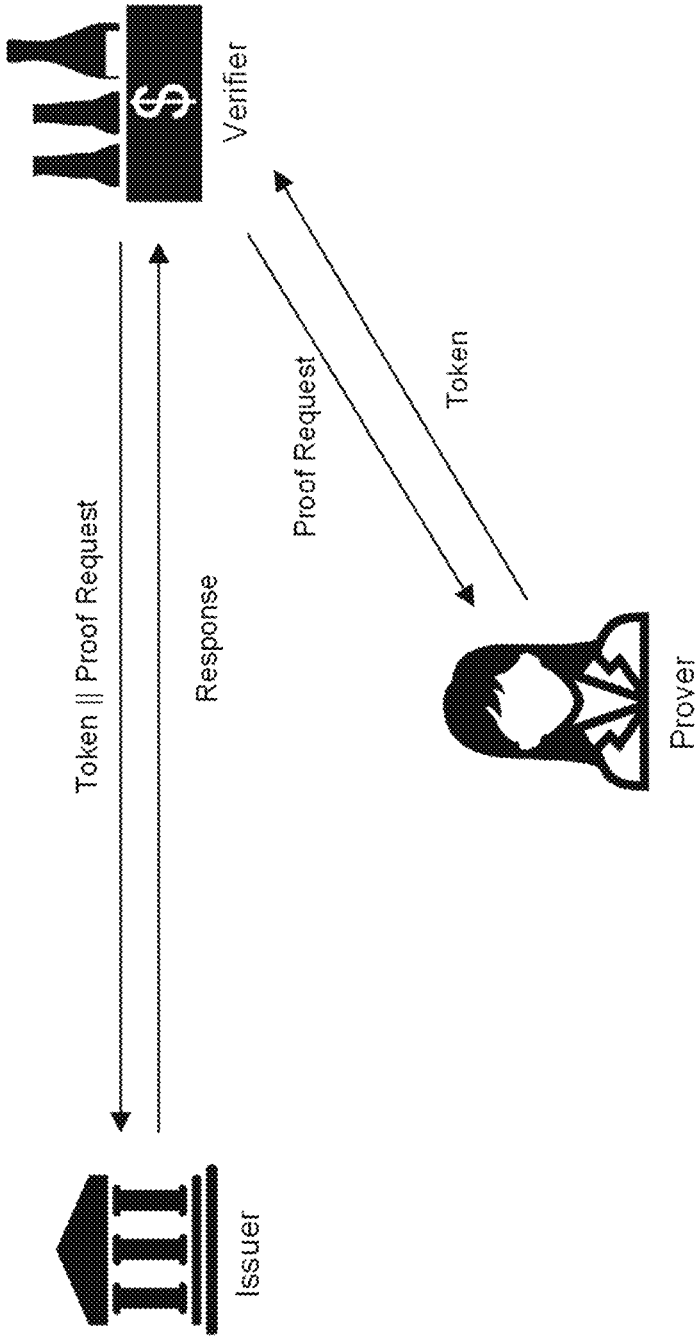 Token || Proof Request
Response
Issuer
$
Verifier
Proof Request
Token
Prover